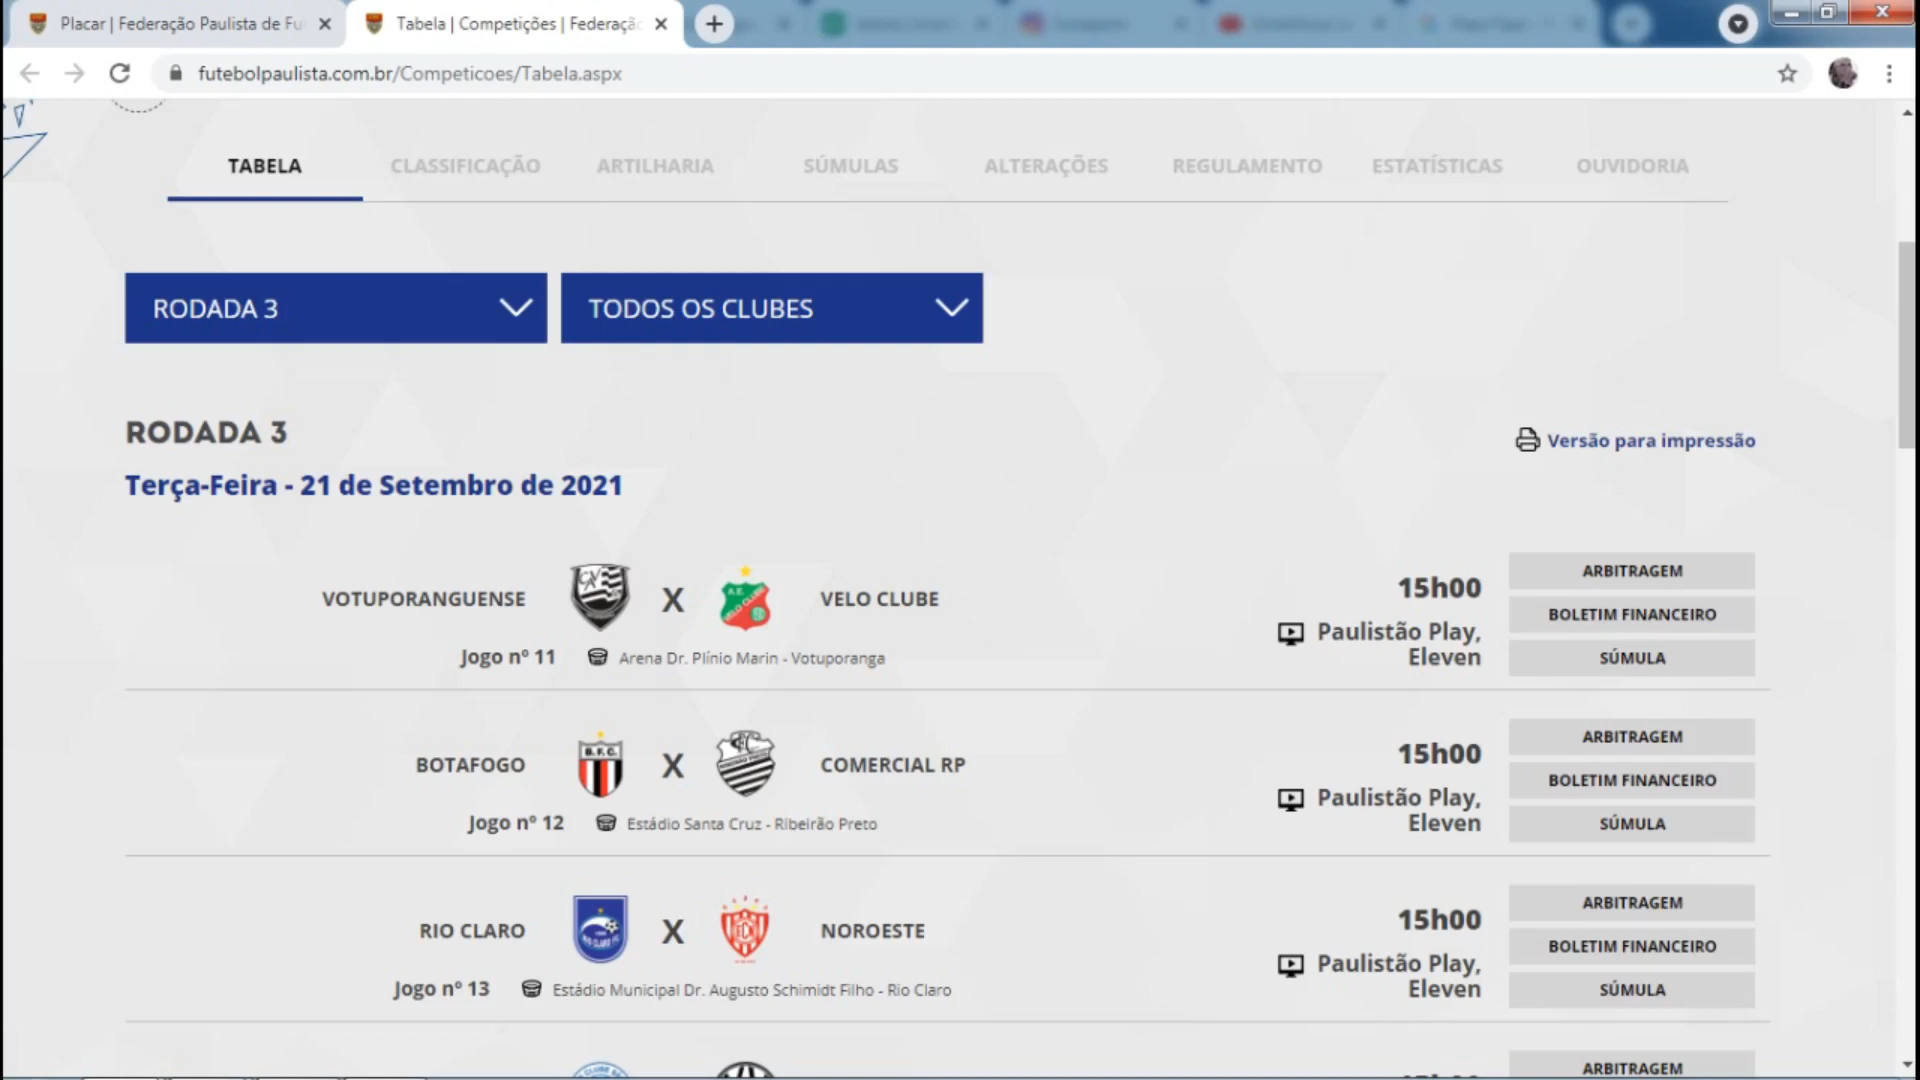 Placar | Federação Paulista de Fu
Tabela | Competições | Federaçã
futebolpaulista.com.br/Competicoes/Tabela.aspx
TABELA
CLASSIFICAÇÃO
ARTILHARIA
SÚMULAS
ALTERAÇÕES
REGULAMENTO
ESTATÍSTICAS
OUVIDORIA
RODADA 3
TODOS OS CLUBES
RODADA 3
Versão para impressão
Terça-Feira - 21 de Setembro de 2021
VOTUPORANGUENSE X VELO CLUBE
Jogo nº 11 Arena Dr. Plínio Marin - Votuporanga
15h00
Paulistão Play,
Eleven
ARBITRAGEM
BOLETIM FINANCEIRO
SÚMULA
BOTAFOGO B.F.C. X COMERCIAL RP
Jogo nº 12 Estádio Santa Cruz - Ribeirão Preto
15h00
Paulistão Play,
Eleven
ARBITRAGEM
BOLETIM FINANCEIRO
SÚMULA
RIO CLARO X NOROESTE
Jogo nº 13 Estádio Municipal Dr. Augusto Schimidt Filho - Rio Claro
15h00
Paulistão Play,
Eleven
ARBITRAGEM
BOLETIM FINANCEIRO
SÚMULA
ARBITRAGEM